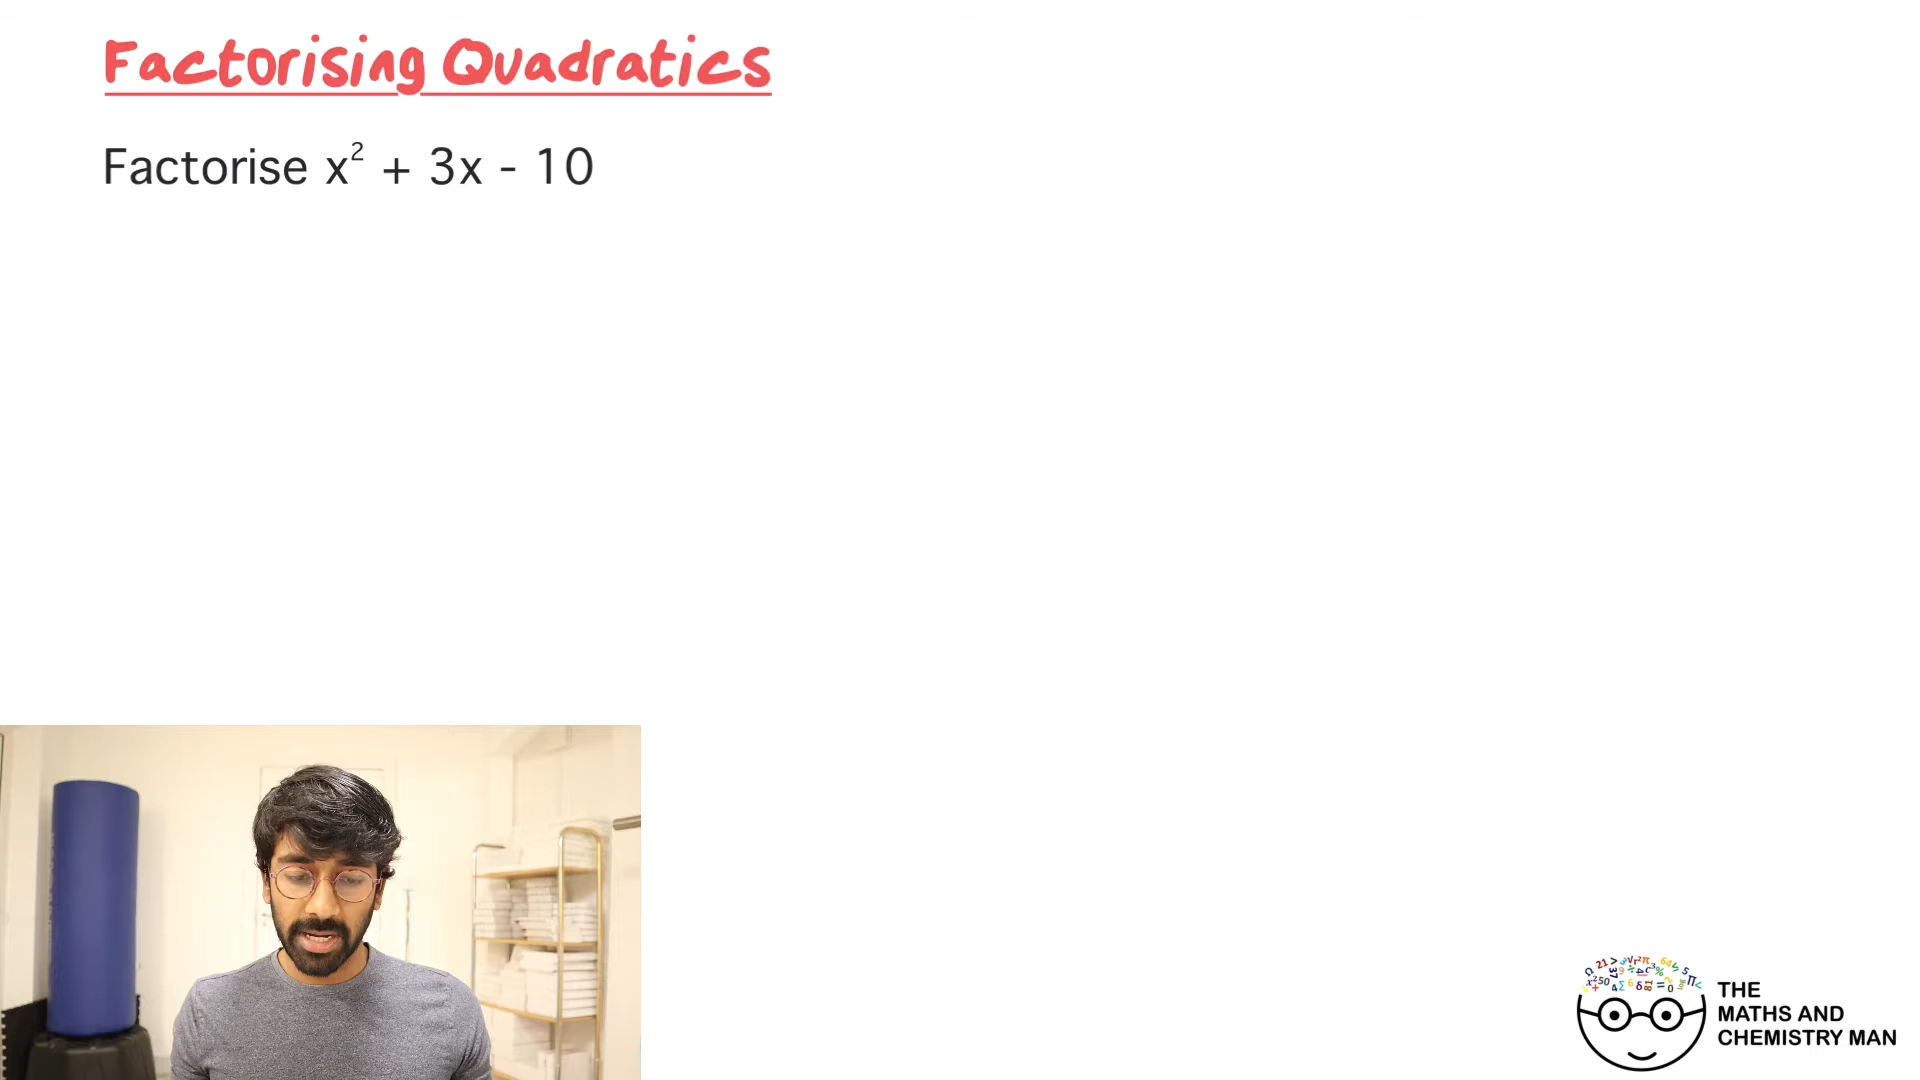 Factorising Quadratics
Factorise x² + 3x - 10
THE
MATHS AND
CHEMISTRY MAN